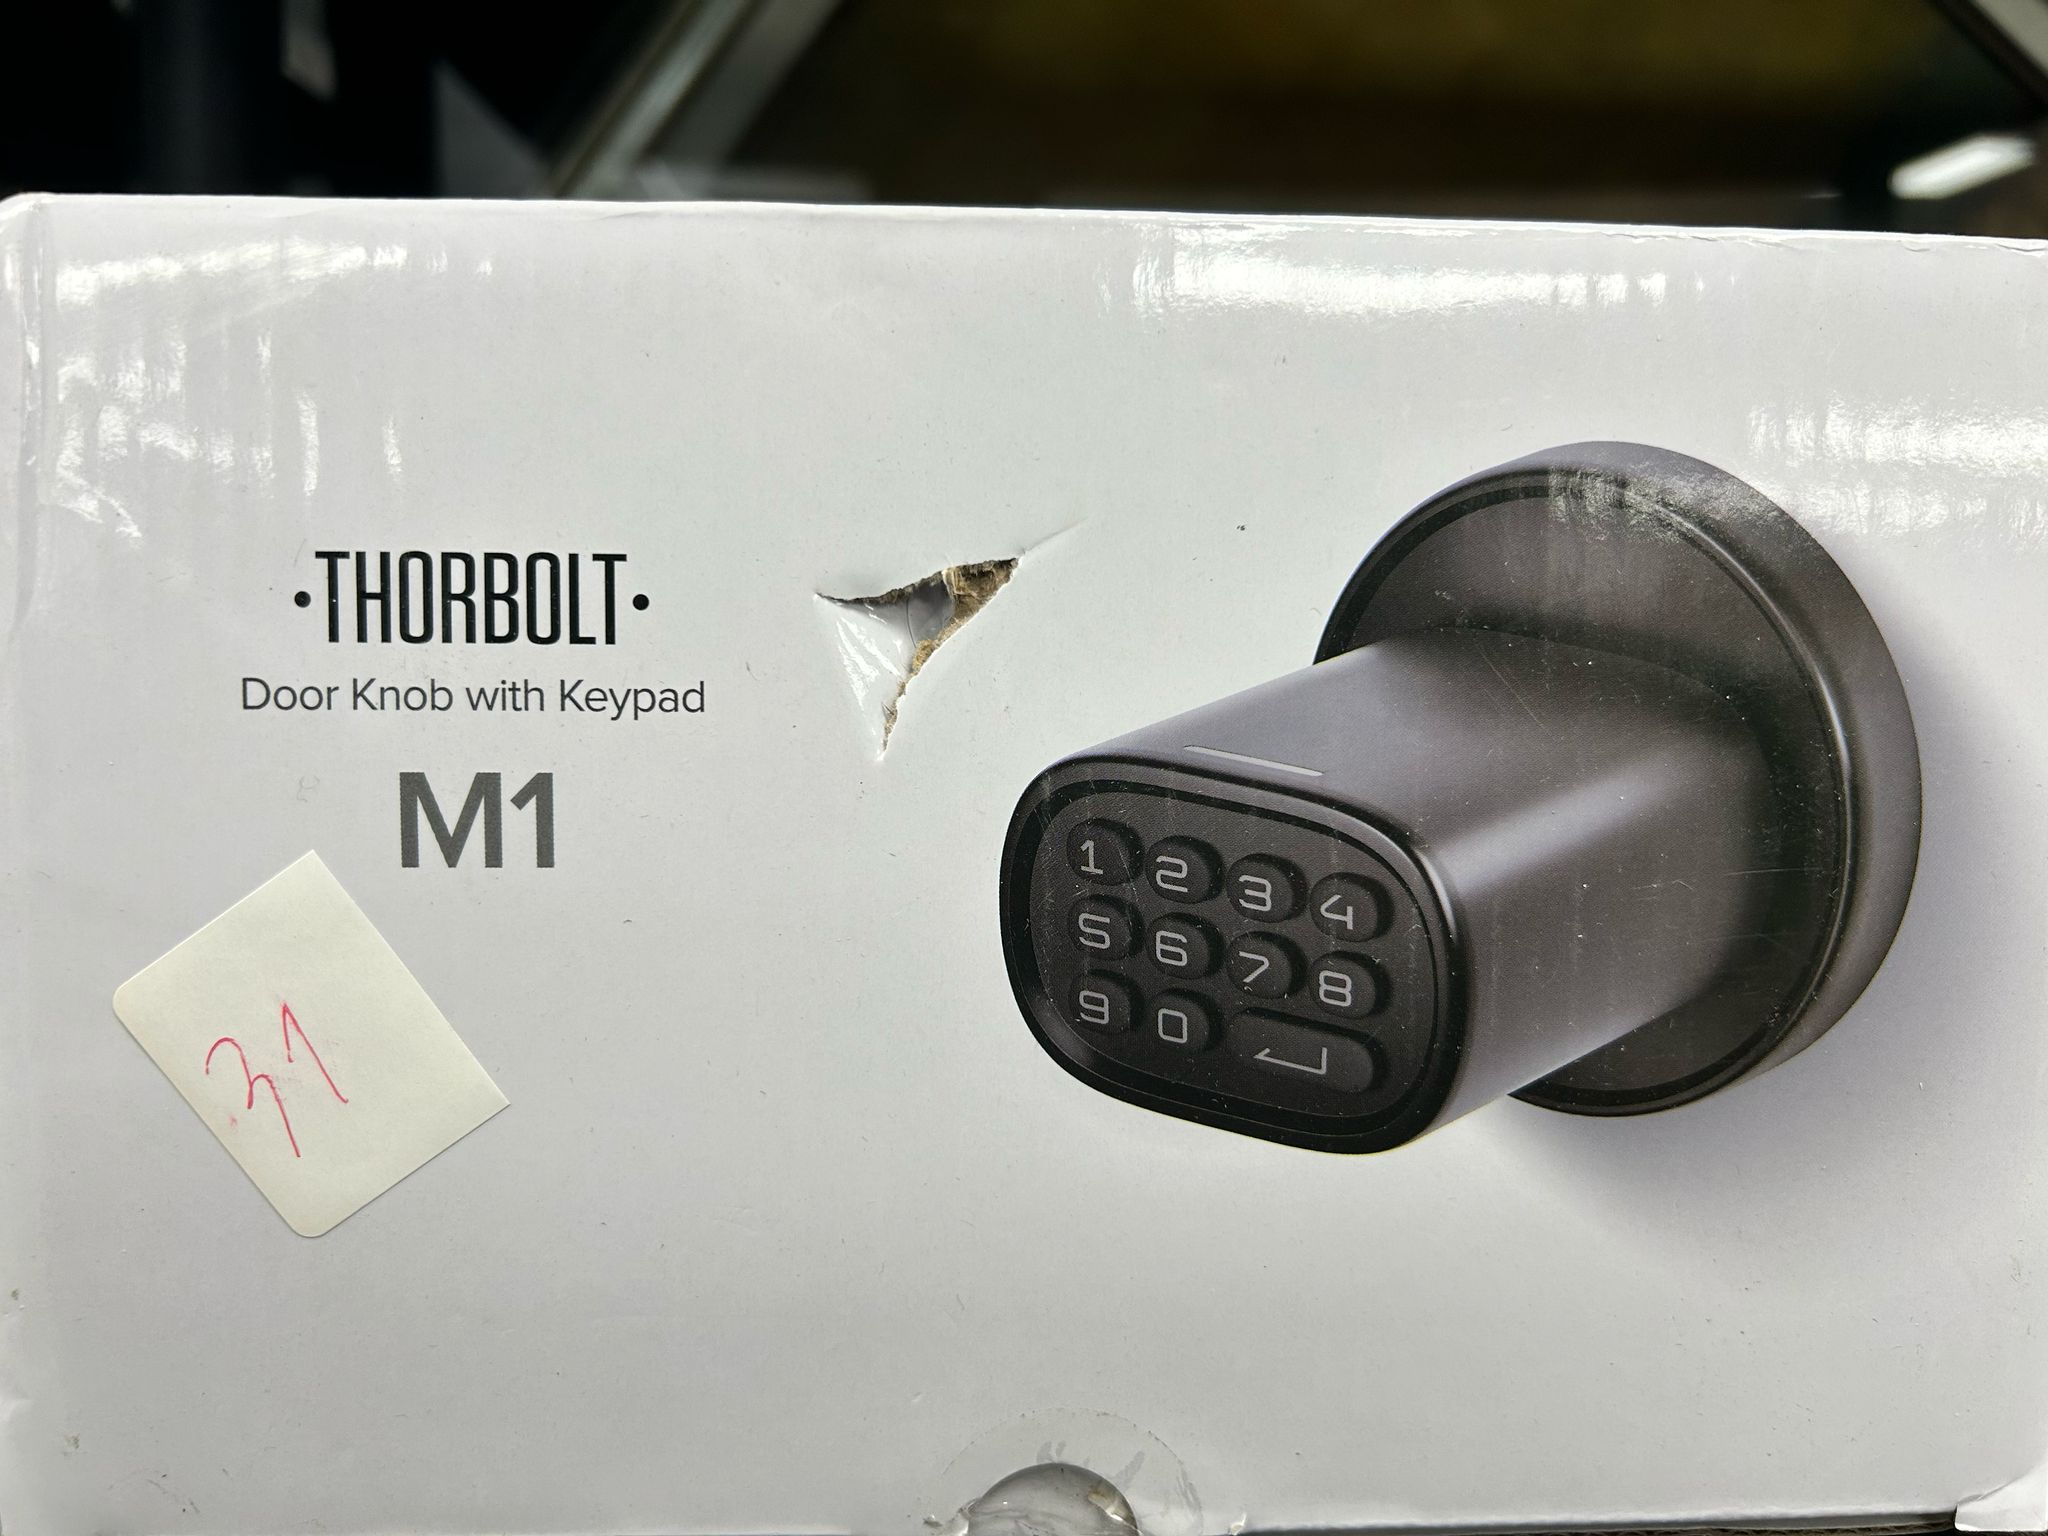 ·THORBOLT·
Door Knob with Keypad
M1
31
1 2 3 4
5 6 7 8
9 0